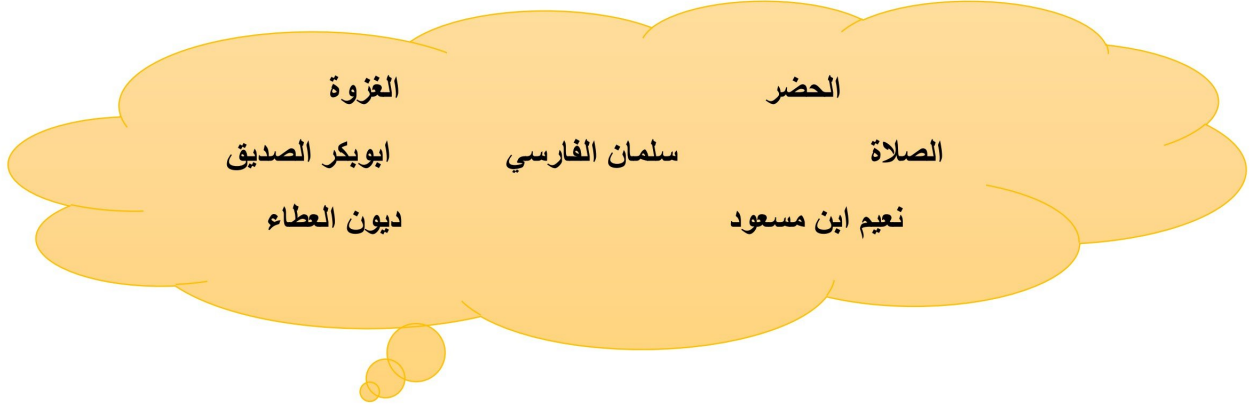 الحضر الغزوة
الصلاة سلمان الفارسي ابوبكر الصديق
نعيم ابن مسعود ديون العطاء